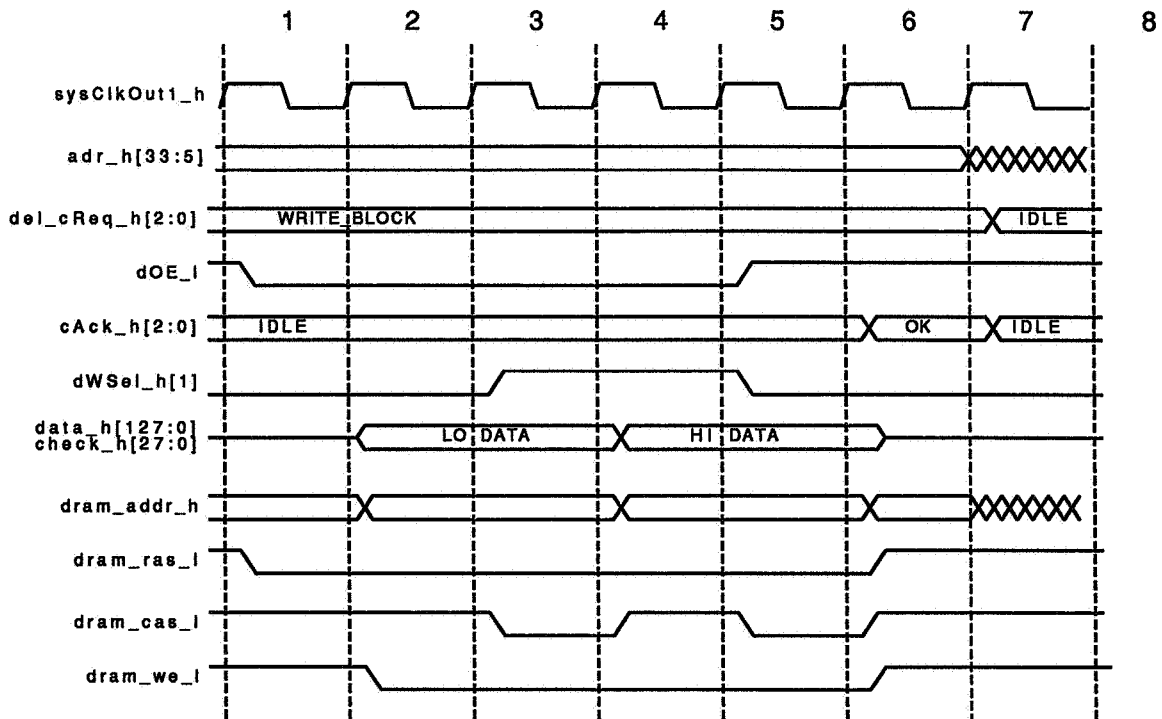 1 2 3 4 5 6 7 8
sysClkOut1_h
adr_h[33:5]
del_cReq_h[2:0] WRITE_BLOCK IDLE
dOE_l
cAck_h[2:0] IDLE OK IDLE
dWSel_h[1]
data_h[127:0]
check_h[27:0] LO DATA HI DATA
dram_addr_h
dram_ras_l
dram_cas_l
dram_we_l